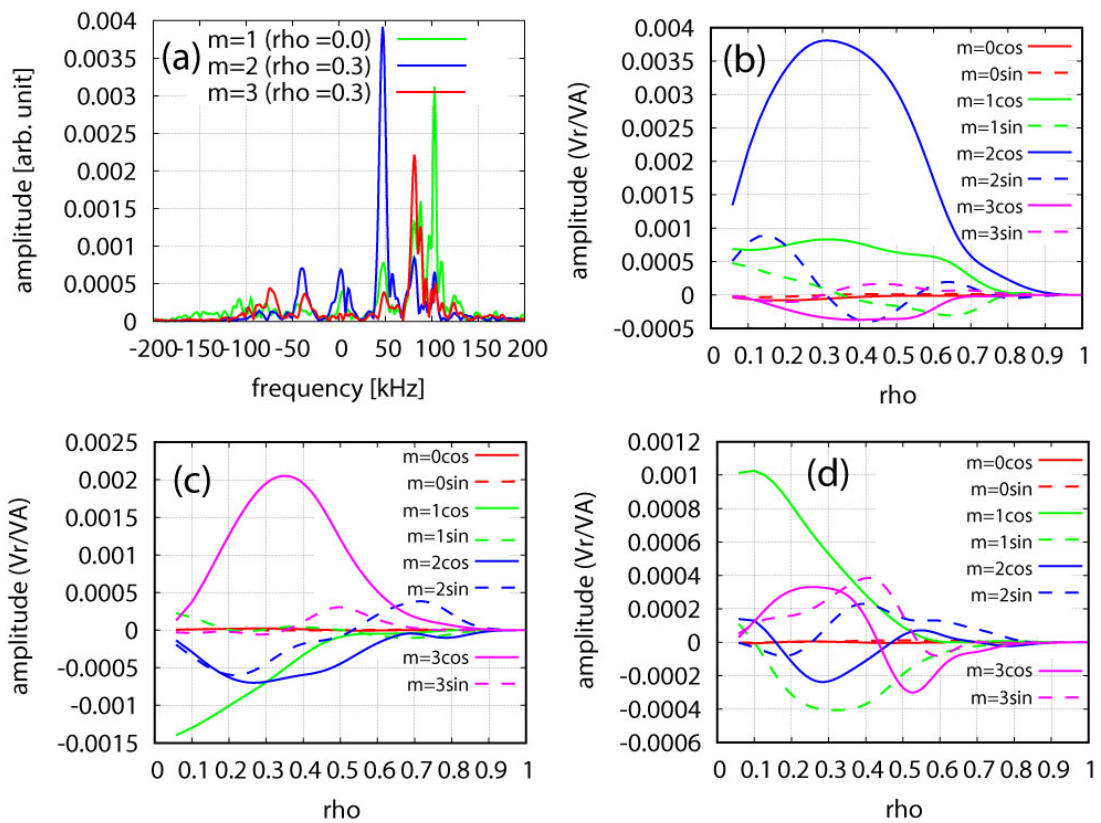 (a)
m=1 (rho =0.0)
m=2 (rho =0.3)
m=3 (rho =0.3)
amplitude [arb. unit]
0.004
0.0035
0.003
0.0025
0.002
0.0015
0.001
0.0005
0
-200 -150 -100 -50 0 50 100 150 200
frequency [kHz]
(b)
m=0cos
m=0sin
m=1cos
m=1sin
m=2cos
m=2sin
m=3cos
m=3sin
amplitude (Vr/VA)
0.004
0.0035
0.003
0.0025
0.002
0.0015
0.001
0.0005
0
-0.0005
0 0.1 0.2 0.3 0.4 0.5 0.6 0.7 0.8 0.9 1
rho
(c)
m=0cos
m=0sin
m=1cos
m=1sin
m=2cos
m=2sin
m=3cos
m=3sin
amplitude (Vr/VA)
0.0025
0.002
0.0015
0.001
0.0005
0
-0.0005
-0.001
-0.0015
0 0.1 0.2 0.3 0.4 0.5 0.6 0.7 0.8 0.9 1
rho
(d)
m=0cos
m=0sin
m=1cos
m=1sin
m=2cos
m=2sin
m=3cos
m=3sin
amplitude (Vr/VA)
0.0012
0.001
0.0008
0.0006
0.0004
0.0002
0
-0.0002
-0.0004
-0.0006
0 0.1 0.2 0.3 0.4 0.5 0.6 0.7 0.8 0.9 1
rho